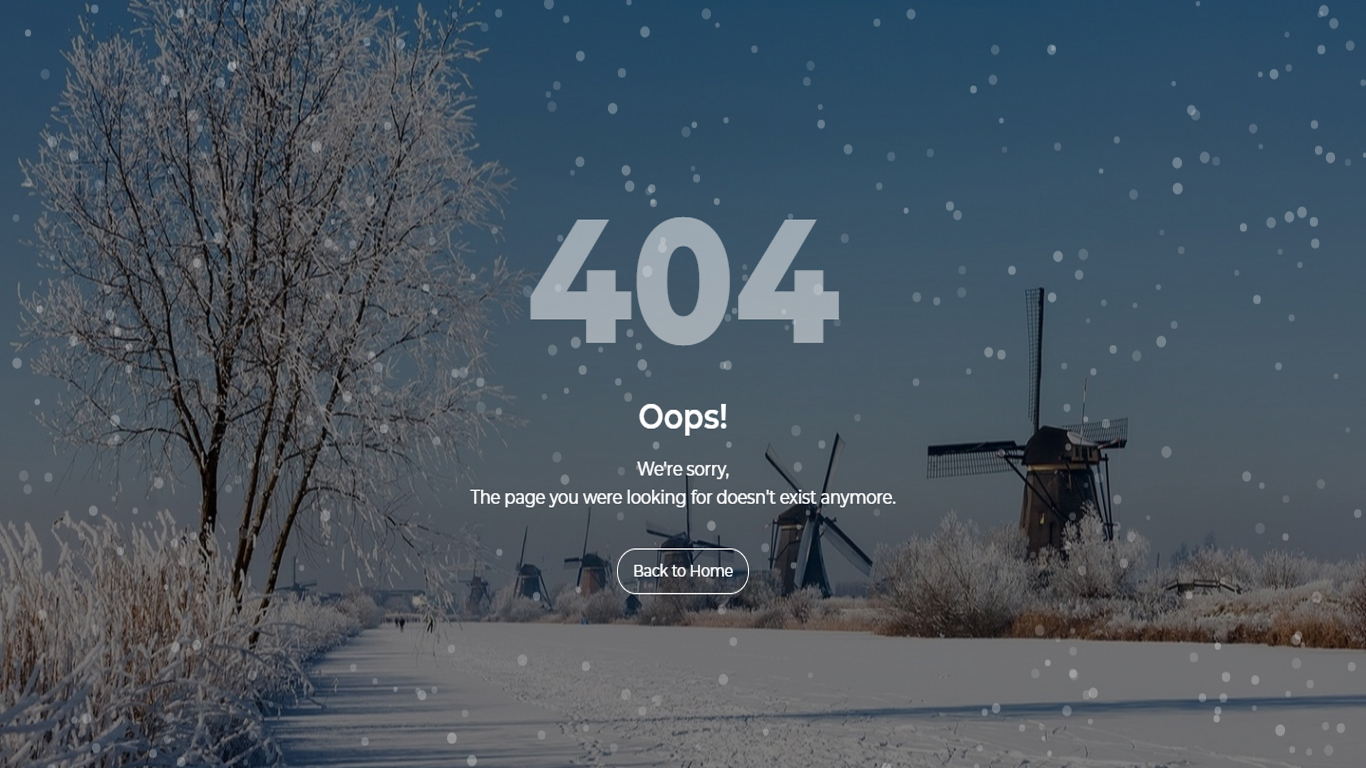 404
Oops!
We're sorry,
The page you were looking for doesn't exist anymore.
Back to Home